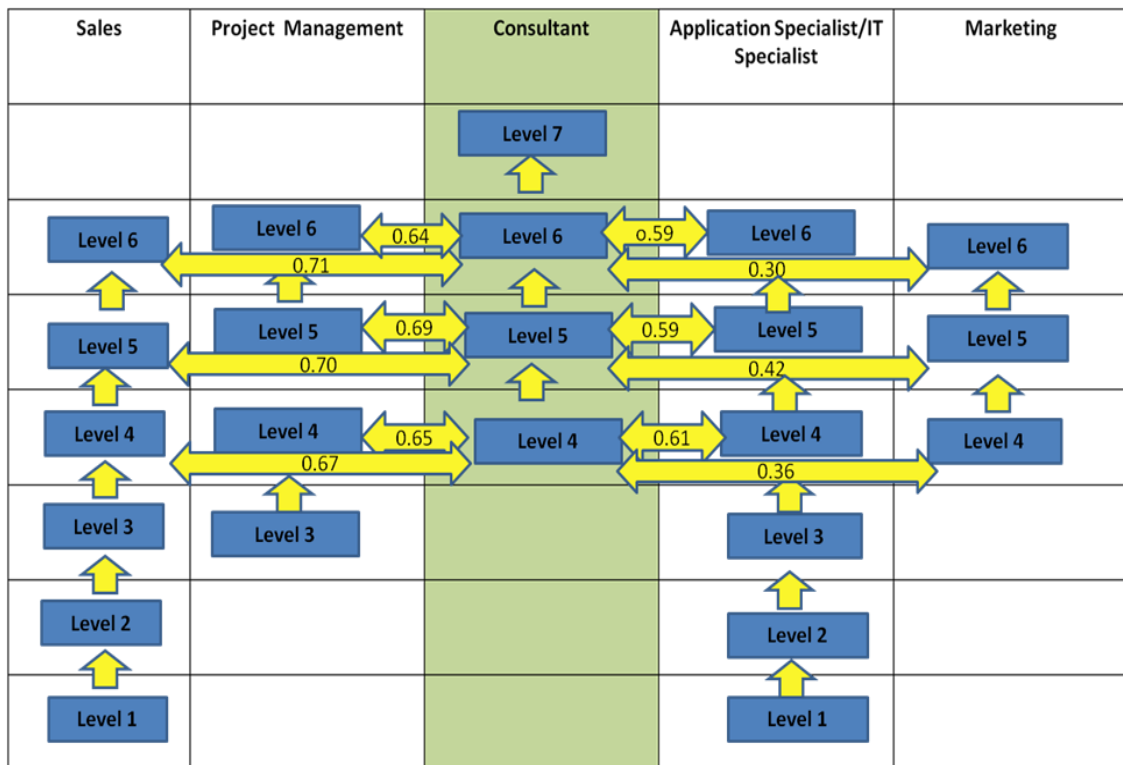 Sales
Project Management
Consultant
Application Specialist/IT
Specialist
Marketing
Level 7
Level 6
Level 6
0.64
Level 6
o.59
Level 6
Level 6
0.71
0.30
Level 5
Level 5
0.69
Level 5
0.59
Level 5
Level 5
0.70
0.42
Level 4
Level 4
0.65
Level 4
0.61
Level 4
Level 4
0.67
0.36
Level 3
Level 3
Level 3
Level 2
Level 2
Level 1
Level 1